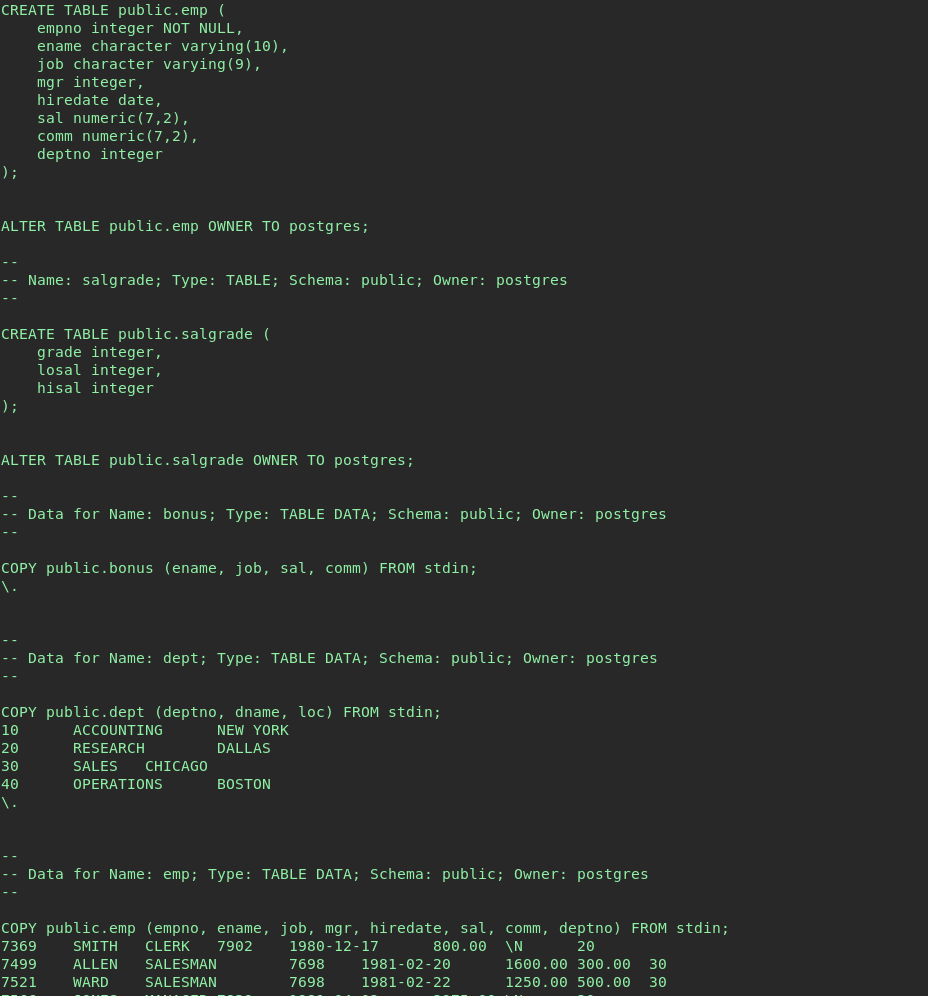 CREATE TABLE public.emp (
    empno integer NOT NULL,
    ename character varying(10),
    job character varying(9),
    mgr integer,
    hiredate date,
    sal numeric(7,2),
    comm numeric(7,2),
    deptno integer
);
ALTER TABLE public.emp OWNER TO postgres;
--
-- Name: salgrade; Type: TABLE; Schema: public; Owner: postgres
--
CREATE TABLE public.salgrade (
    grade integer,
    losal integer,
    hisal integer
);
ALTER TABLE public.salgrade OWNER TO postgres;
--
-- Data for Name: bonus; Type: TABLE DATA; Schema: public; Owner: postgres
--
COPY public.bonus (ename, job, sal, comm) FROM stdin;
\.
--
-- Data for Name: dept; Type: TABLE DATA; Schema: public; Owner: postgres
--
COPY public.dept (deptno, dname, loc) FROM stdin;
10      ACCOUNTING      NEW YORK
20      RESEARCH        DALLAS
30      SALES   CHICAGO
40      OPERATIONS      BOSTON
\.
--
-- Data for Name: emp; Type: TABLE DATA; Schema: public; Owner: postgres
--
COPY public.emp (empno, ename, job, mgr, hiredate, sal, comm, deptno) FROM stdin;
7369    SMITH   CLERK   7902    1980-12-17      800.00  \N      20
7499    ALLEN   SALESMAN        7698    1981-02-20      1600.00 300.00  30
7521    WARD    SALESMAN        7698    1981-02-22      1250.00 500.00  30